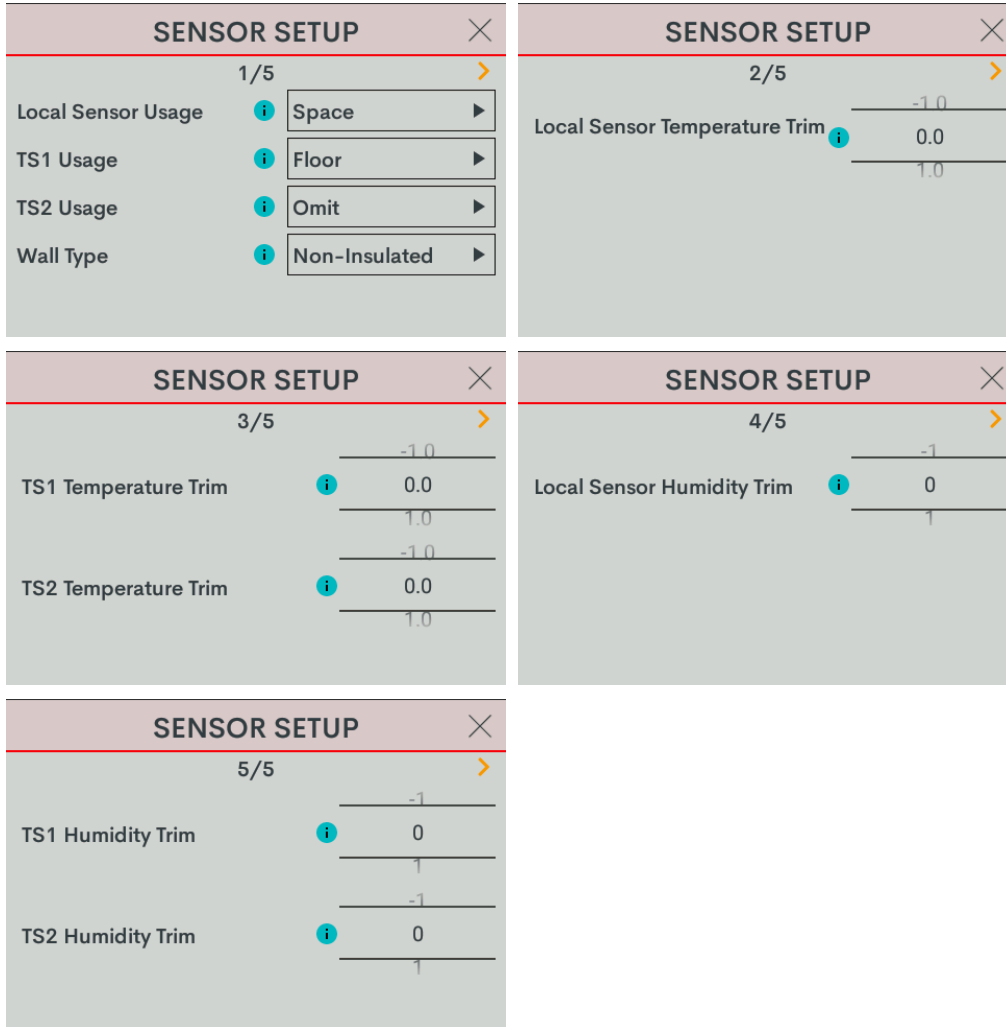 SENSOR SETUP
1/5
Local Sensor Usage i Space
TS1 Usage i Floor
TS2 Usage i Omit
Wall Type i Non-Insulated
SENSOR SETUP
2/5
-1.0
Local Sensor Temperature Trim i 0.0
1.0
SENSOR SETUP
3/5
-1.0
TS1 Temperature Trim i 0.0
1.0
-1.0
TS2 Temperature Trim i 0.0
1.0
SENSOR SETUP
4/5
-1
Local Sensor Humidity Trim i 0
1
SENSOR SETUP
5/5
-1
TS1 Humidity Trim i 0
1
-1
TS2 Humidity Trim i 0
1